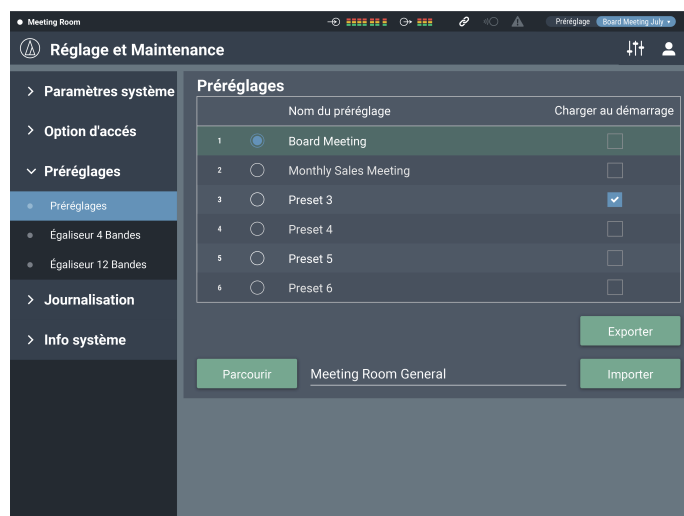 Meeting Room
Préréglage Board Meeting July
Réglage et Maintenance
Paramètres système
Option d'accés
Préréglages
Préréglages
Égaliseur 4 Bandes
Égaliseur 12 Bandes
Journalisation
Info système
Préréglages
Nom du préréglage Charger au démarrage
1 Board Meeting
2 Monthly Sales Meeting
3 Preset 3
4 Preset 4
5 Preset 5
6 Preset 6
Exporter
Parcourir Meeting Room General Importer